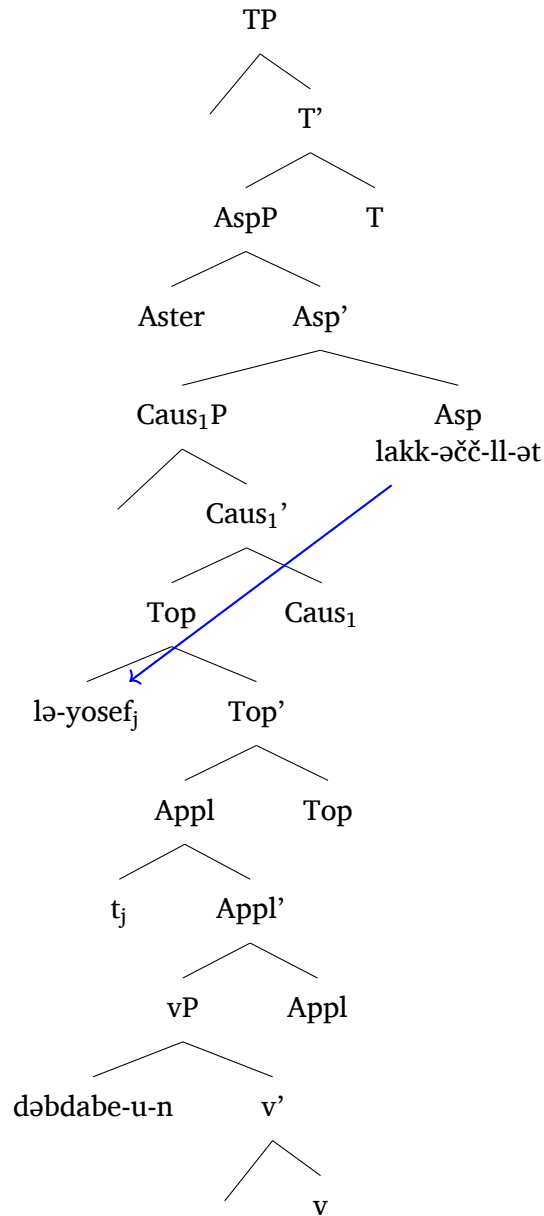 TP
T’
AspP T
Aster Asp’
Caus₁P Asp
lakk-əčč-ll-ət
Caus₁’
Top Caus₁
lə-yosefⱼ Top’
Appl Top
tⱼ Appl’
vP Appl
dəbdabe-u-n v’
v